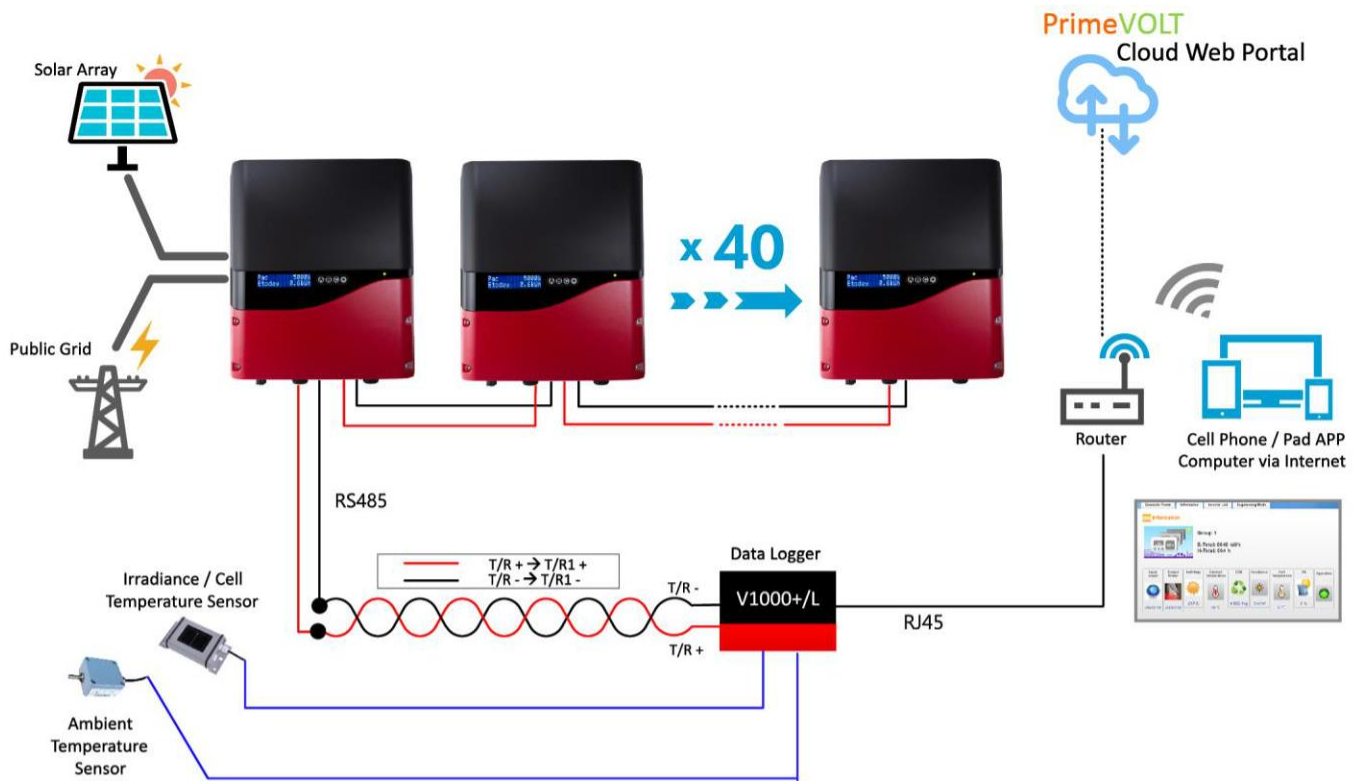 PrimeVOLT
Cloud Web Portal
Solar Array
x 40
Public Grid
Router
Cell Phone / Pad APP
Computer via Internet
RS485
T/R + → T/R1 +
T/R - → T/R1 -
Data Logger
Irradiance / Cell
Temperature Sensor
T/R -
V1000+/L
RJ45
T/R +
Ambient
Temperature
Sensor